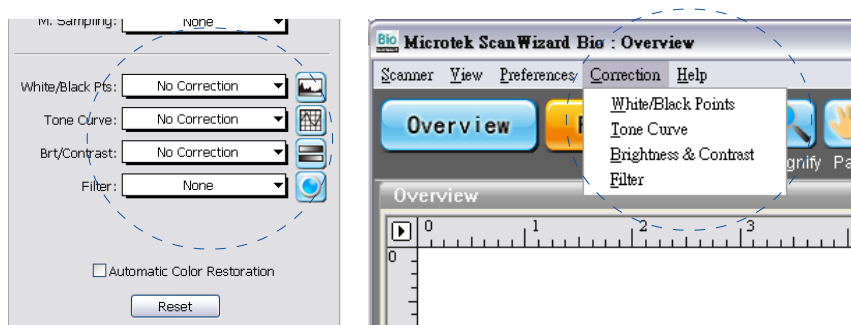 M. Sampling: None
White/Black Pts: No Correction
Tone Curve: No Correction
Brt/Contrast: No Correction
Filter: None
Automatic Color Restoration
Reset
Bio Microtek ScanWizard Bio : Overview
Scanner View Preferences Correction Help
White/Black Points
Tone Curve
Brightness & Contrast
Filter
Overview
Overview
0 1 2 3
0